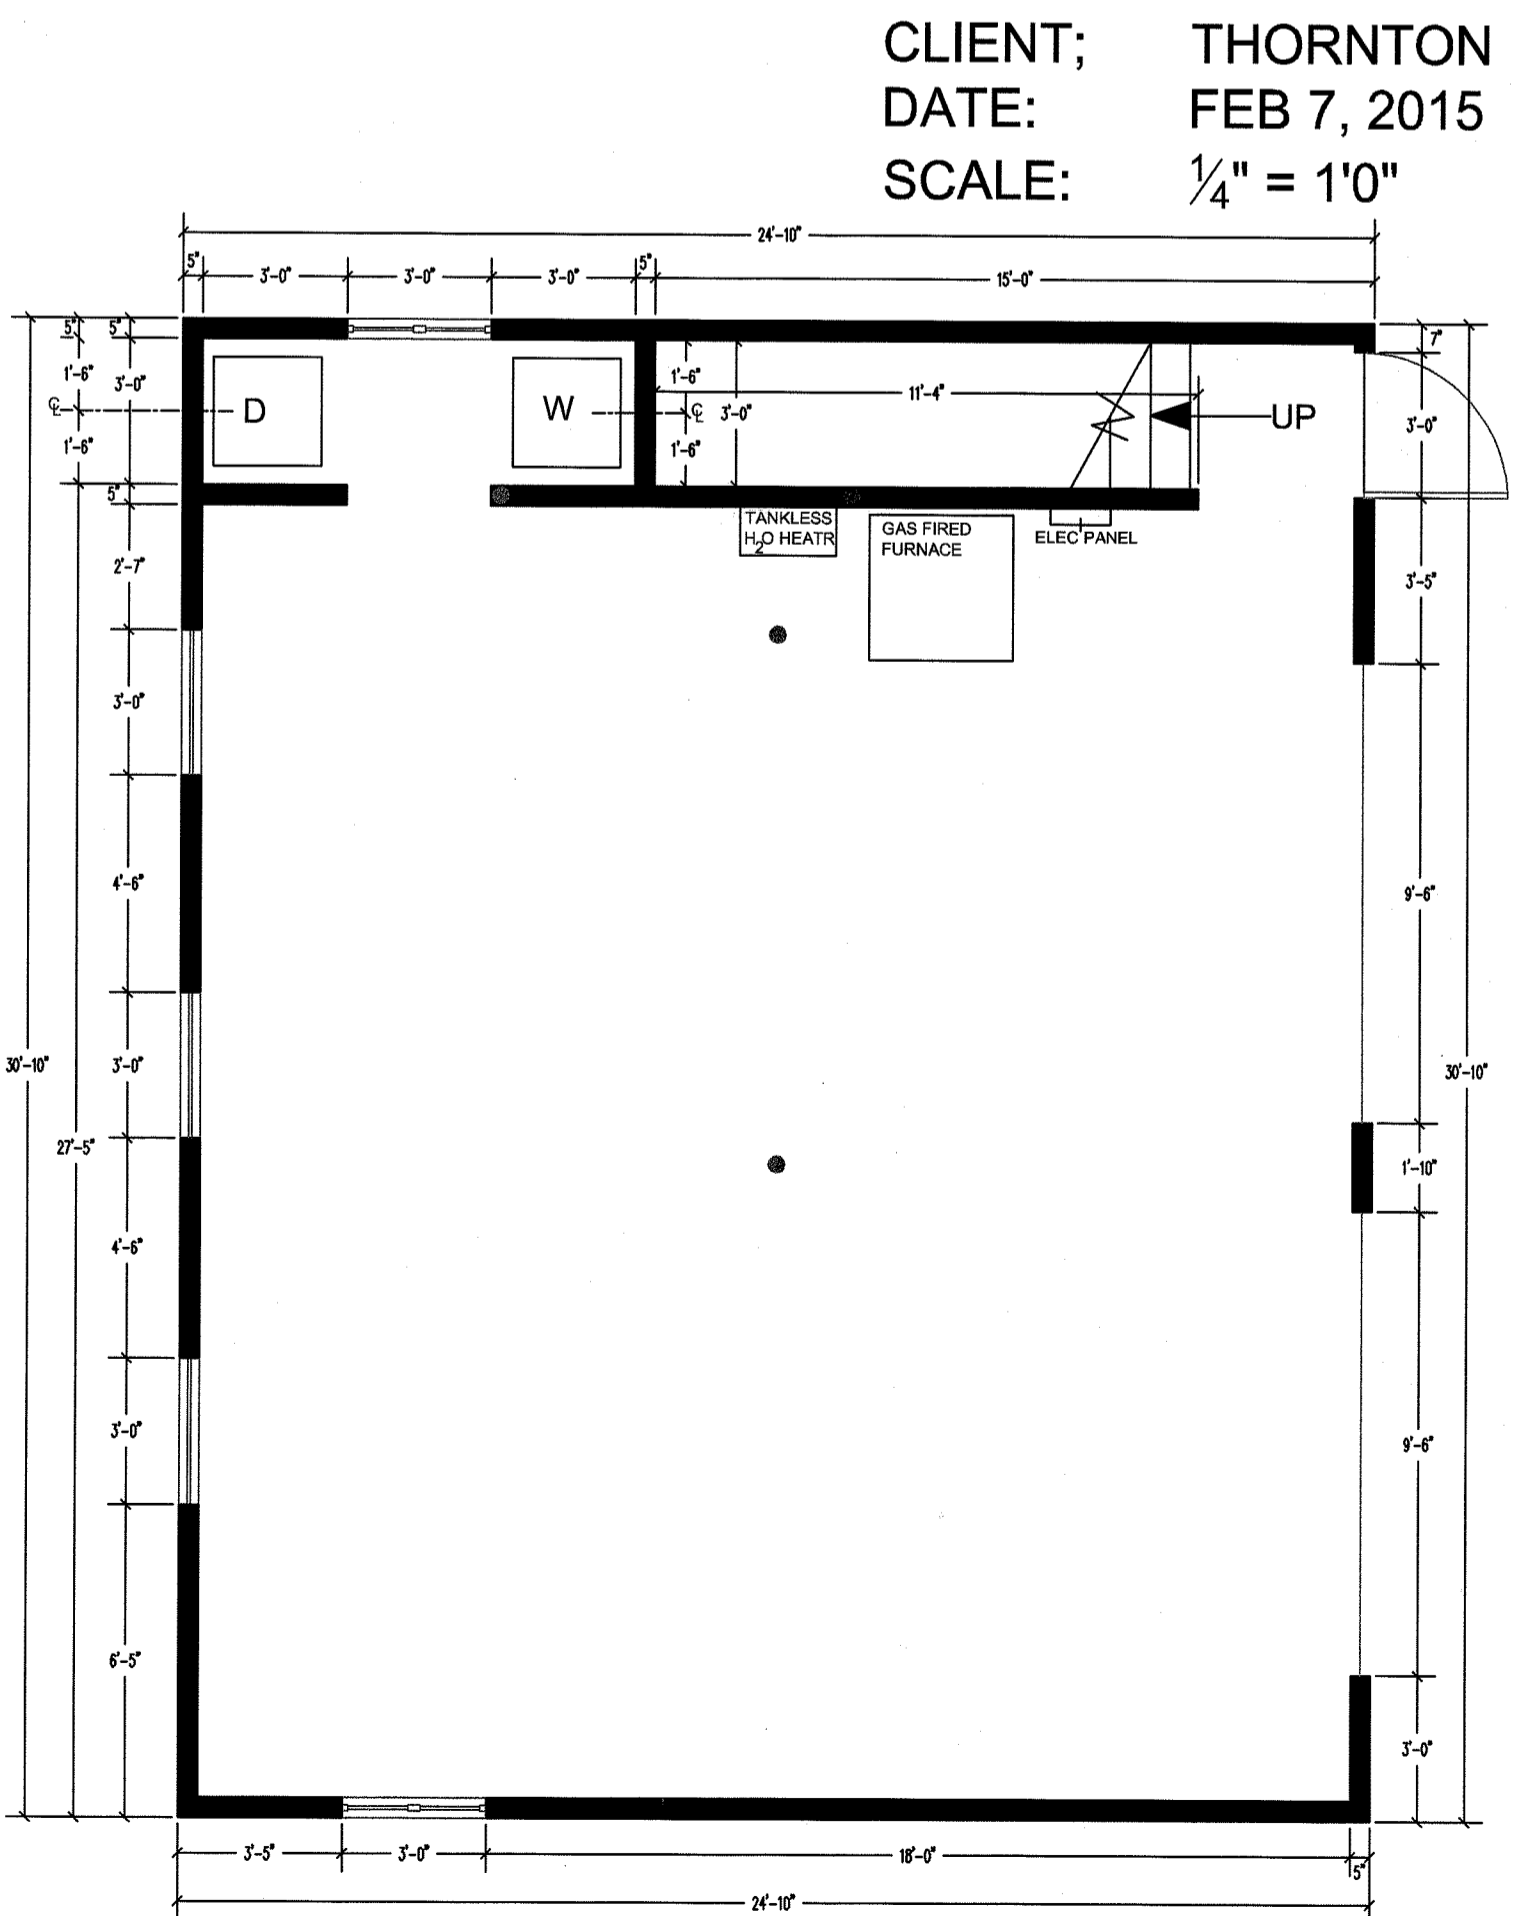 CLIENT; THORNTON
DATE: FEB 7, 2015
SCALE: 1/4" = 1'0"
24'-10"
5" 3'-0" 3'-0" 3'-0" 5" 15'-0"
5" 5" 7"
1'-6" 3'-0" 1'-6" 11'-4"
℄ D W ℄ 3'-0" UP 3'-0"
1'-6" 1'-6"
5"
TANKLESS
H2O HEATR
GAS FIRED
FURNACE
ELEC PANEL
2'-7" 3'-5"
3'-0"
4'-6" 9'-6"
30'-10" 3'-0" 30'-10"
27'-5" 1'-10"
4'-6"
3'-0" 9'-6"
6'-5"
3'-0"
3'-5" 3'-0" 18'-0" 5"
24'-10"